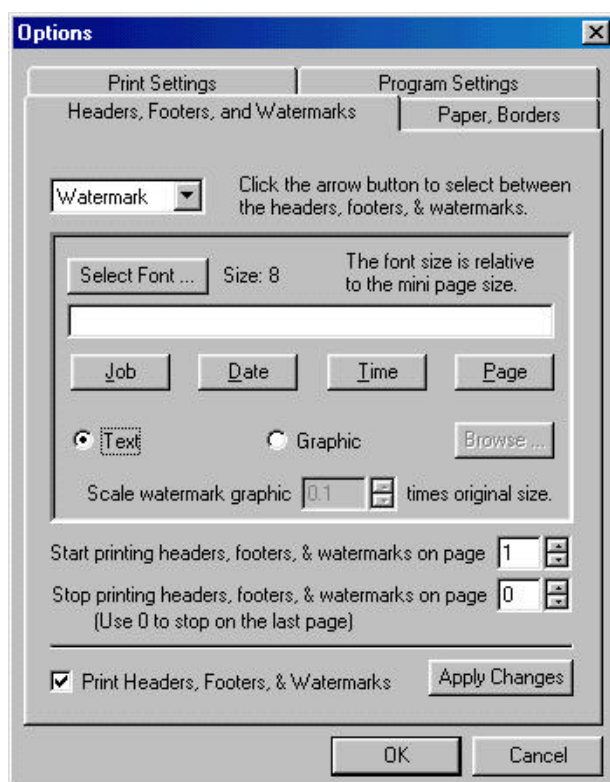 Options
Print Settings
Program Settings
Headers, Footers, and Watermarks
Paper, Borders
Watermark
Click the arrow button to select between
the headers, footers, & watermarks.
Select Font ...
Size: 8
The font size is relative
to the mini page size.
Job
Date
Time
Page
Text
Graphic
Browse ...
Scale watermark graphic 0.1 times original size.
Start printing headers, footers, & watermarks on page 1
Stop printing headers, footers, & watermarks on page 0
(Use 0 to stop on the last page)
Print Headers, Footers, & Watermarks
Apply Changes
OK
Cancel